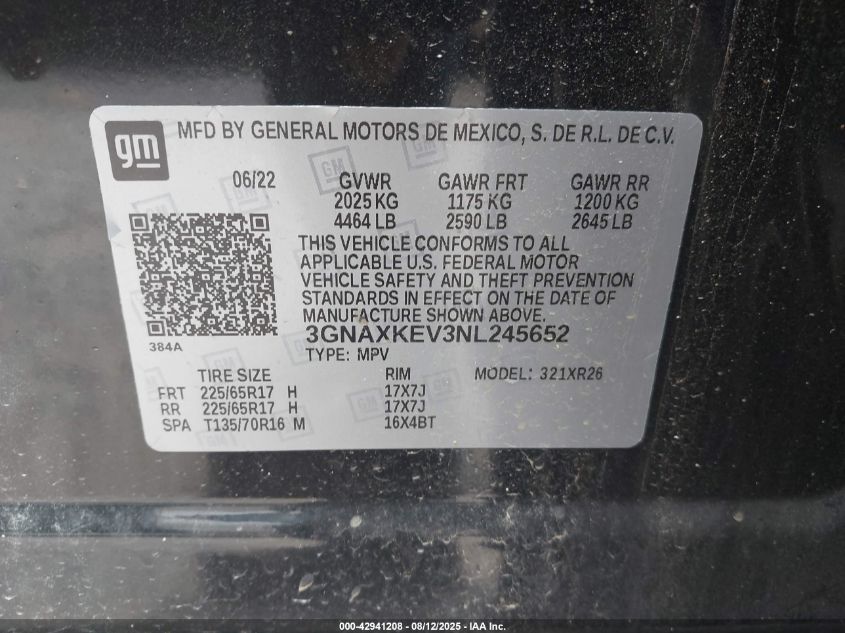 gm
MFD BY GENERAL MOTORS DE MEXICO, S. DE R.L. DE C.V.
06/22 GVWR GAWR FRT GAWR RR
2025 KG 1175 KG 1200 KG
4464 LB 2590 LB 2645 LB
THIS VEHICLE CONFORMS TO ALL
APPLICABLE U.S. FEDERAL MOTOR
VEHICLE SAFETY AND THEFT PREVENTION
STANDARDS IN EFFECT ON THE DATE OF
MANUFACTURE SHOWN ABOVE.
384A
3GNAXKEV3NL245652
TYPE: MPV
TIRE SIZE RIM MODEL: 321XR26
FRT 225/65R17 H 17X7J
RR 225/65R17 H 17X7J
SPA T135/70R16 M 16X4BT
000-42941208 - 08/12/2025 - IAA Inc.